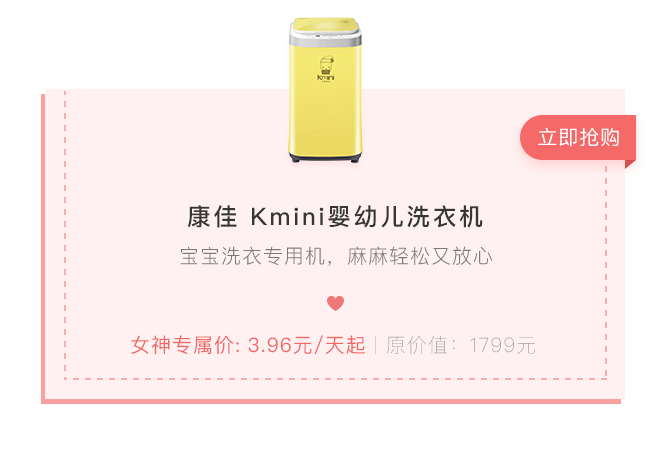 Kmini
立即抢购
康佳 Kmini婴幼儿洗衣机
宝宝洗衣专用机，麻麻轻松又放心
女神专属价: 3.96元/天起 | 原价值：1799元